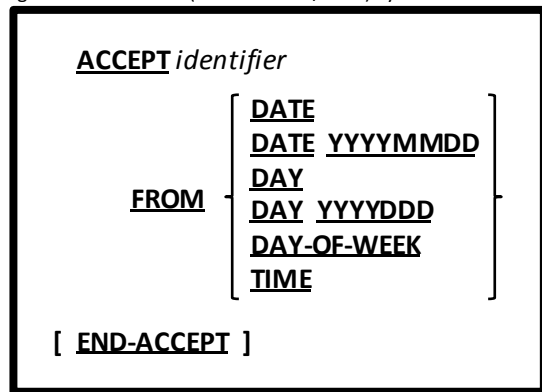 ACCEPT identifier
DATE
DATE YYYYMMDD
DAY
FROM DAY YYYYDDD
DAY-OF-WEEK
TIME
[ END-ACCEPT ]